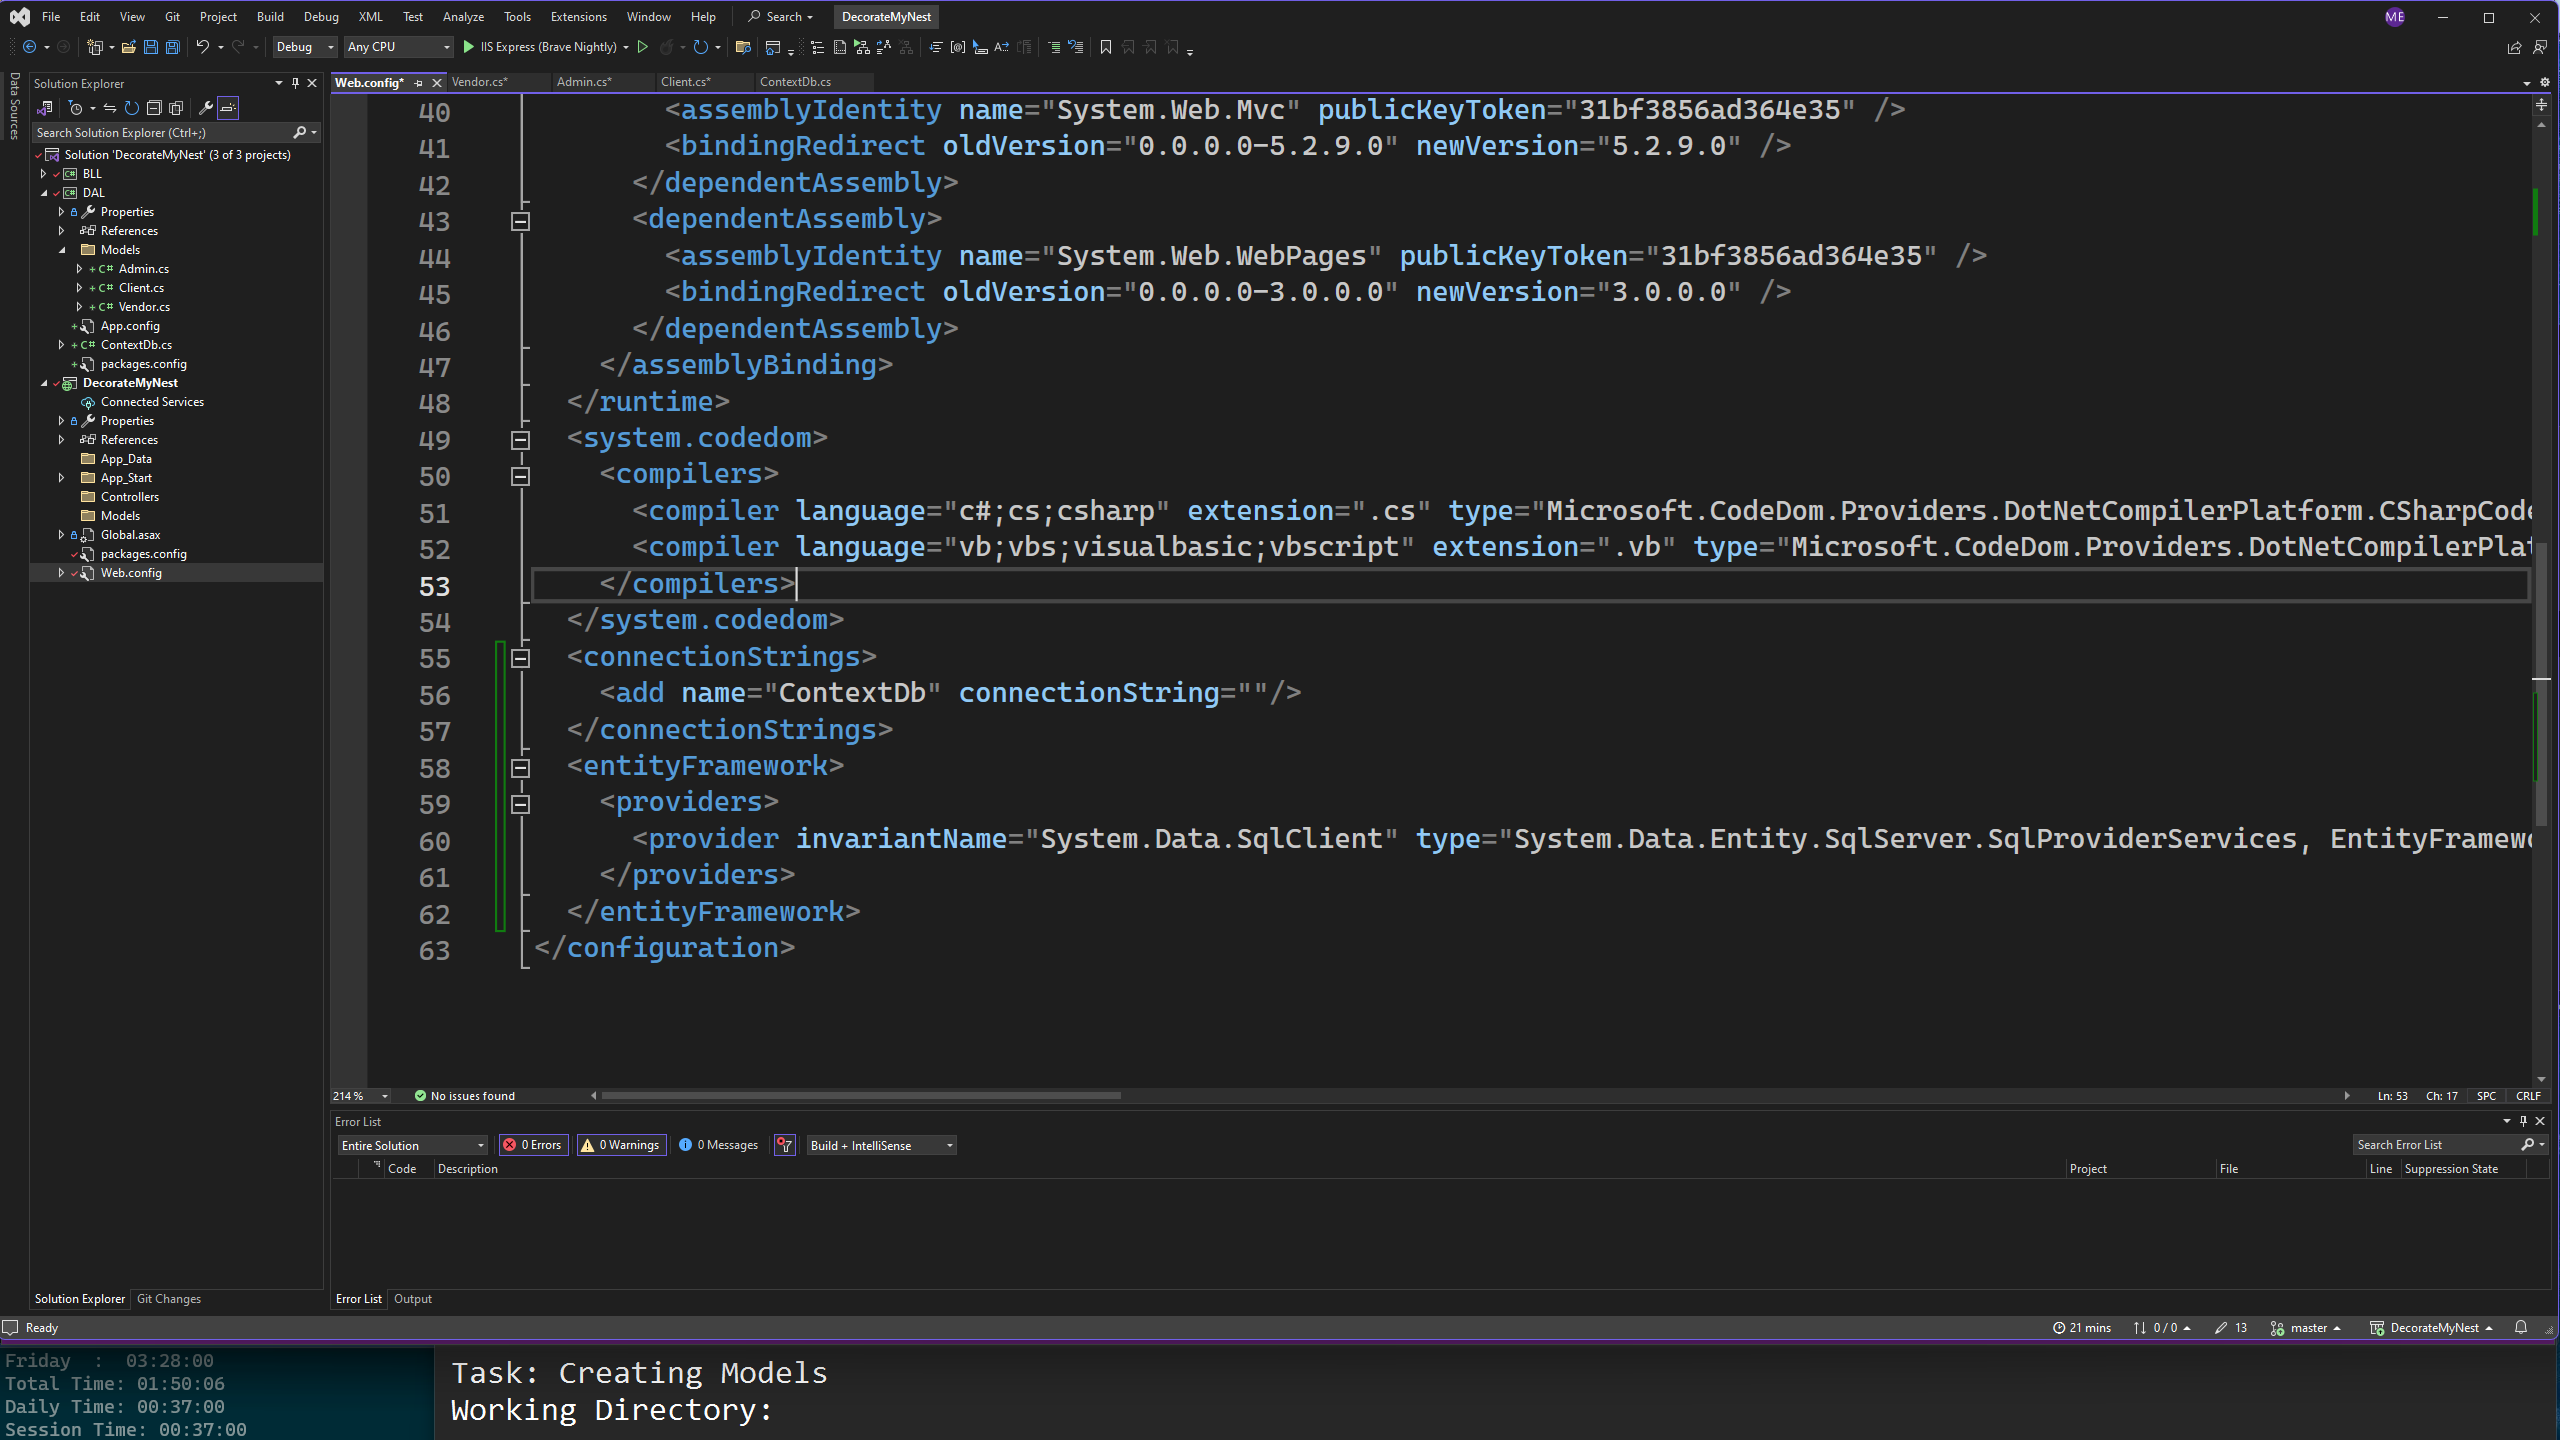 File Edit View Git Project Build Debug XML Test Analyze Tools Extensions Window Help Search DecorateMyNest ME
Debug Any CPU IIS Express (Brave Nightly)
Data Sources
Solution Explorer
Search Solution Explorer (Ctrl+;)
Solution 'DecorateMyNest' (3 of 3 projects)
BLL
DAL
Properties
References
Models
C# Admin.cs
C# Client.cs
C# Vendor.cs
App.config
C# ContextDb.cs
packages.config
DecorateMyNest
Connected Services
Properties
References
App_Data
App_Start
Controllers
Models
Global.asax
packages.config
Web.config
Solution Explorer Git Changes
Web.config* Vendor.cs* Admin.cs* Client.cs* ContextDb.cs
40 <assemblyIdentity name="System.Web.Mvc" publicKeyToken="31bf3856ad364e35" />
41 <bindingRedirect oldVersion="0.0.0.0-5.2.9.0" newVersion="5.2.9.0" />
42 </dependentAssembly>
43 <dependentAssembly>
44 <assemblyIdentity name="System.Web.WebPages" publicKeyToken="31bf3856ad364e35" />
45 <bindingRedirect oldVersion="0.0.0.0-3.0.0.0" newVersion="3.0.0.0" />
46 </dependentAssembly>
47 </assemblyBinding>
48 </runtime>
49 <system.codedom>
50 <compilers>
51 <compiler language="c#;cs;csharp" extension=".cs" type="Microsoft.CodeDom.Providers.DotNetCompilerPlatform.CSharpCode
52 <compiler language="vb;vbs;visualbasic;vbscript" extension=".vb" type="Microsoft.CodeDom.Providers.DotNetCompilerPlat
53 </compilers>
54 </system.codedom>
55 <connectionStrings>
56 <add name="ContextDb" connectionString=""/>
57 </connectionStrings>
58 <entityFramework>
59 <providers>
60 <provider invariantName="System.Data.SqlClient" type="System.Data.Entity.SqlServer.SqlProviderServices, EntityFramewo
61 </providers>
62 </entityFramework>
63 </configuration>
214 % No issues found Ln: 53 Ch: 17 SPC CRLF
Error List
Entire Solution 0 Errors 0 Warnings 0 Messages Build + IntelliSense Search Error List
Code Description Project File Line Suppression State
Error List Output
Ready 21 mins 0 / 0 13 master DecorateMyNest
Friday : 03:28:00
Total Time: 01:50:06
Daily Time: 00:37:00
Session Time: 00:37:00
Task: Creating Models
Working Directory: